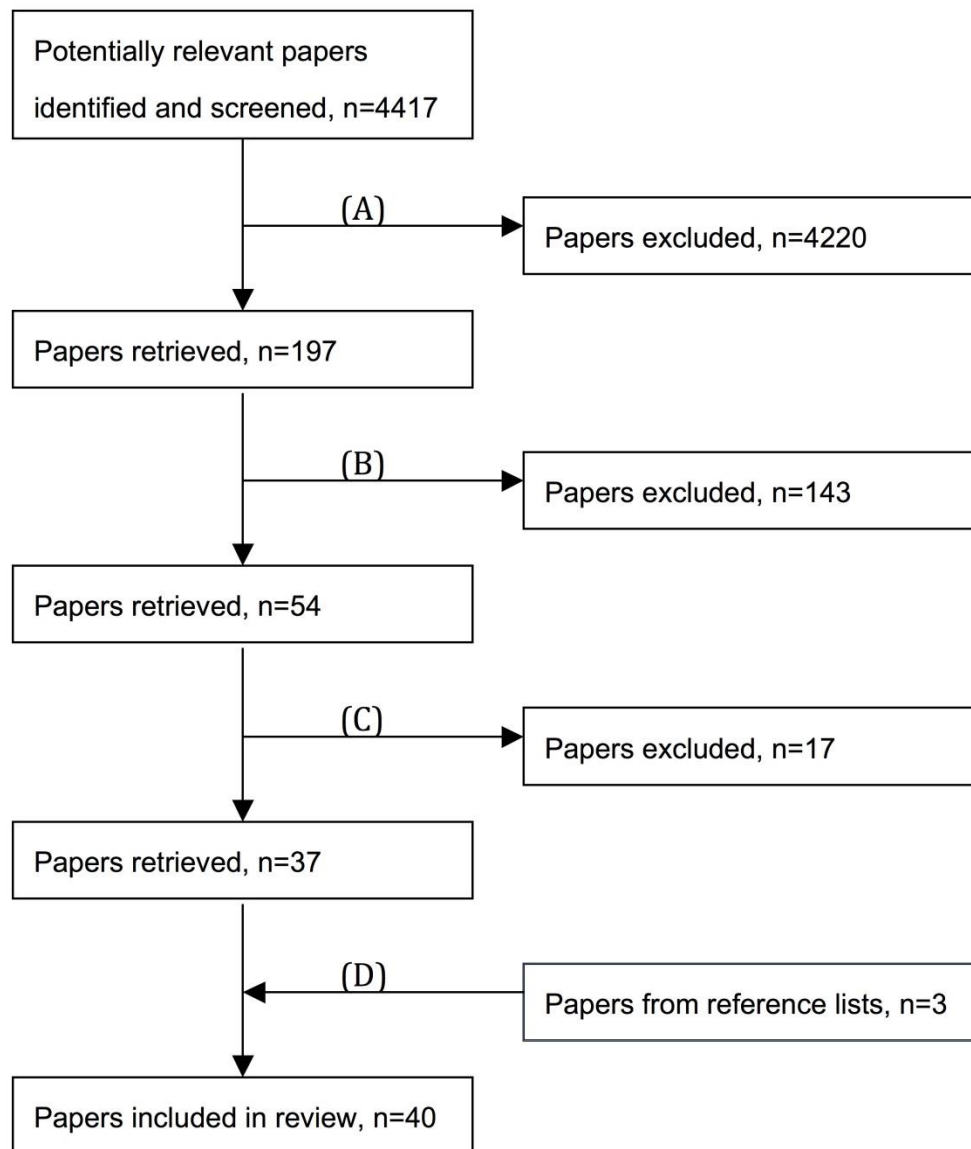 Potentially relevant papers
identified and screened, n=4417
(A)
Papers excluded, n=4220
Papers retrieved, n=197
(B)
Papers excluded, n=143
Papers retrieved, n=54
(C)
Papers excluded, n=17
Papers retrieved, n=37
(D)
Papers from reference lists, n=3
Papers included in review, n=40